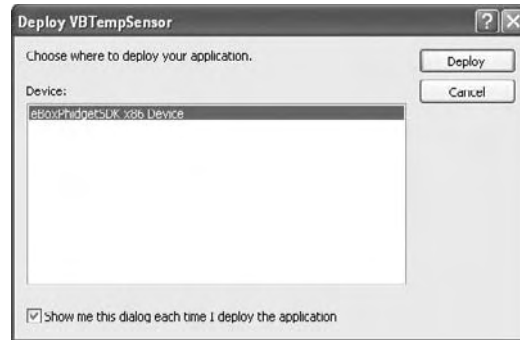 Deploy VBTempSensor
Choose where to deploy your application.
Deploy
Device:
Cancel
eBoxPhidgetSDK x86 Device
Show me this dialog each time I deploy the application